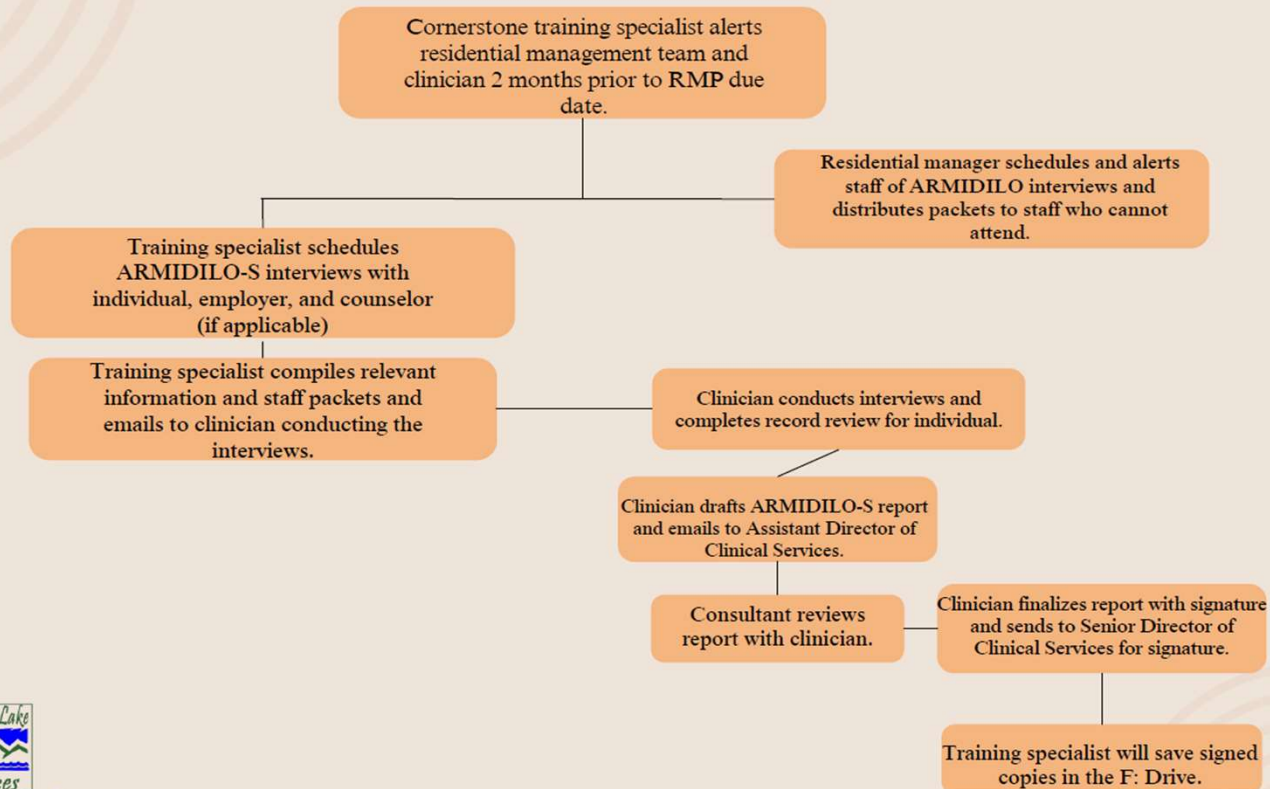 Cornerstone training specialist alerts
residential management team and
clinician 2 months prior to RMP due
date.
Residential manager schedules and alerts
staff of ARMIDILO interviews and
distributes packets to staff who cannot
attend.
Training specialist schedules
ARMIDILO-S interviews with
individual, employer, and counselor
(if applicable)
Training specialist compiles relevant
information and staff packets and
emails to clinician conducting the
interviews.
Clinician conducts interviews and
completes record review for individual.
Clinician drafts ARMIDILO-S report
and emails to Assistant Director of
Clinical Services.
Consultant reviews
report with clinician.
Clinician finalizes report with signature
and sends to Senior Director of
Clinical Services for signature.
Training specialist will save signed
copies in the F: Drive.
Lake